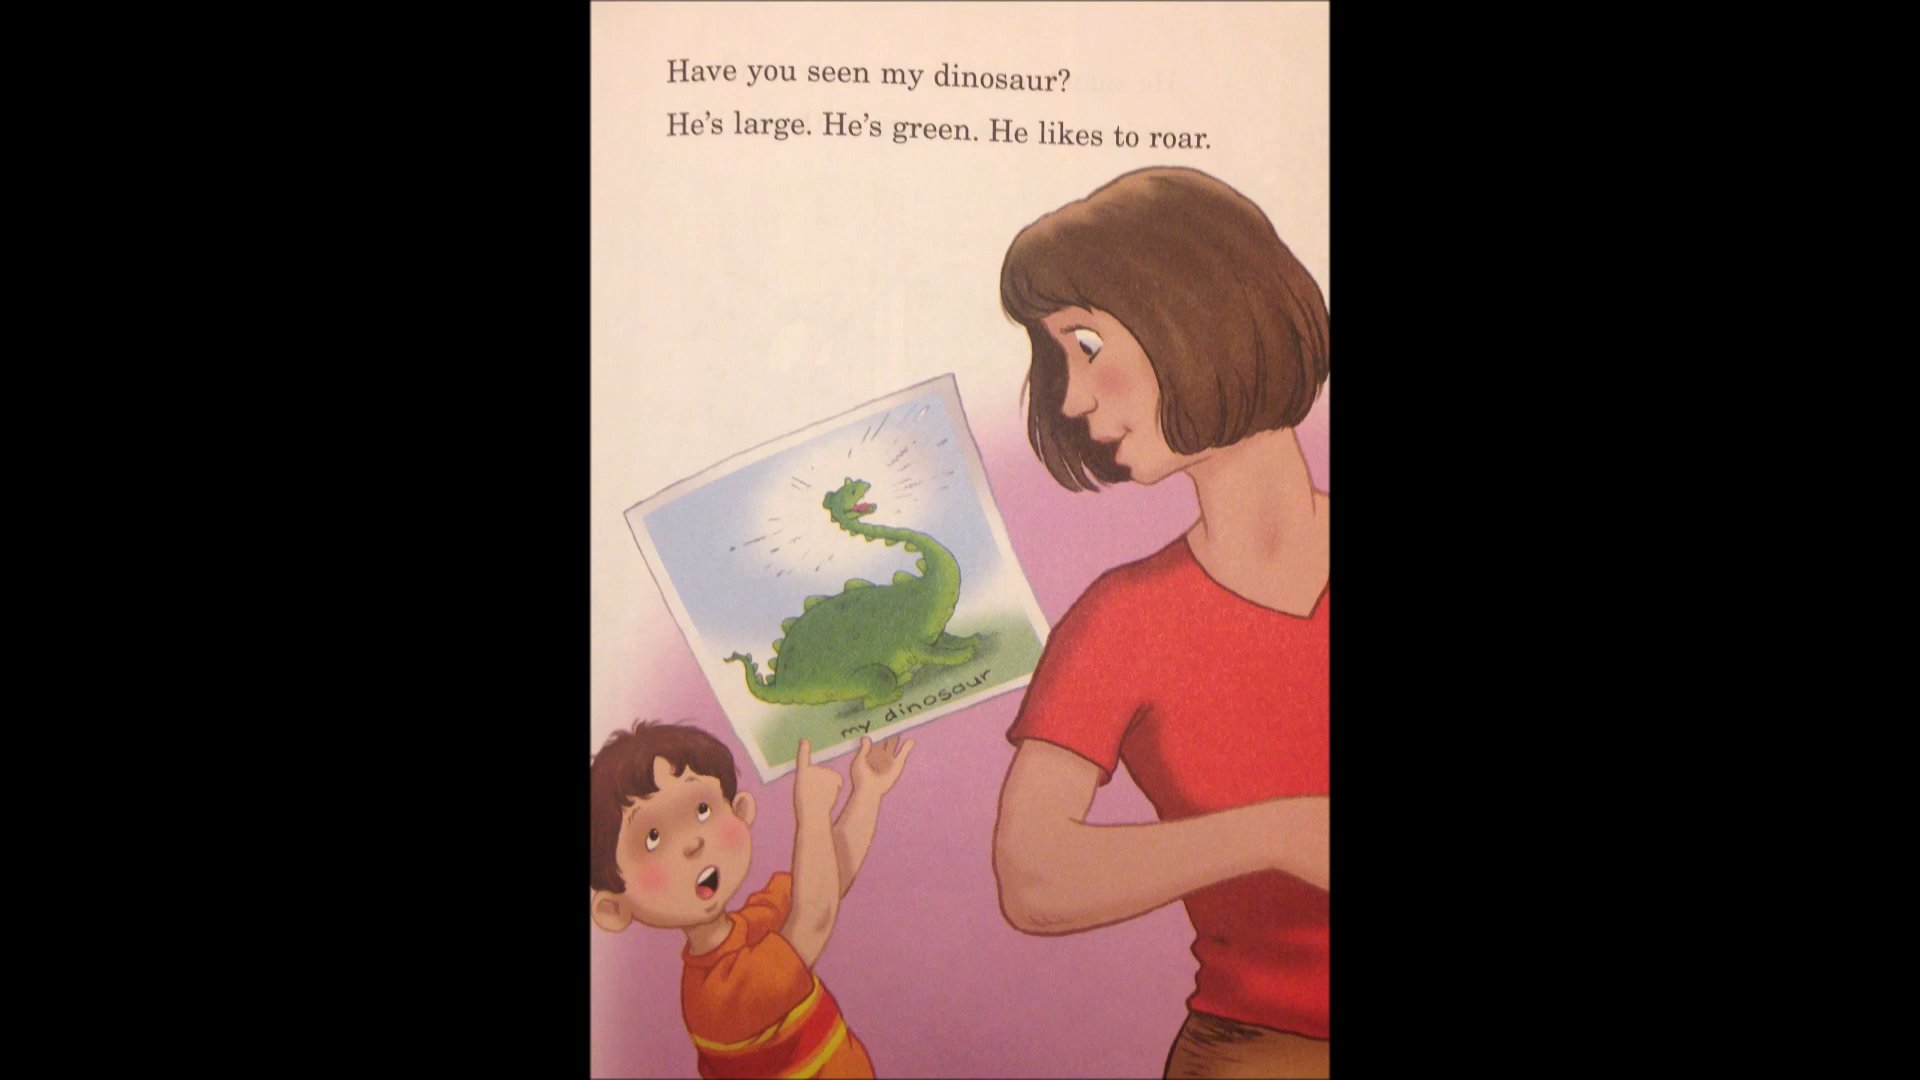 Have you seen my dinosaur?
He's large. He's green. He likes to roar.
my dinosaur